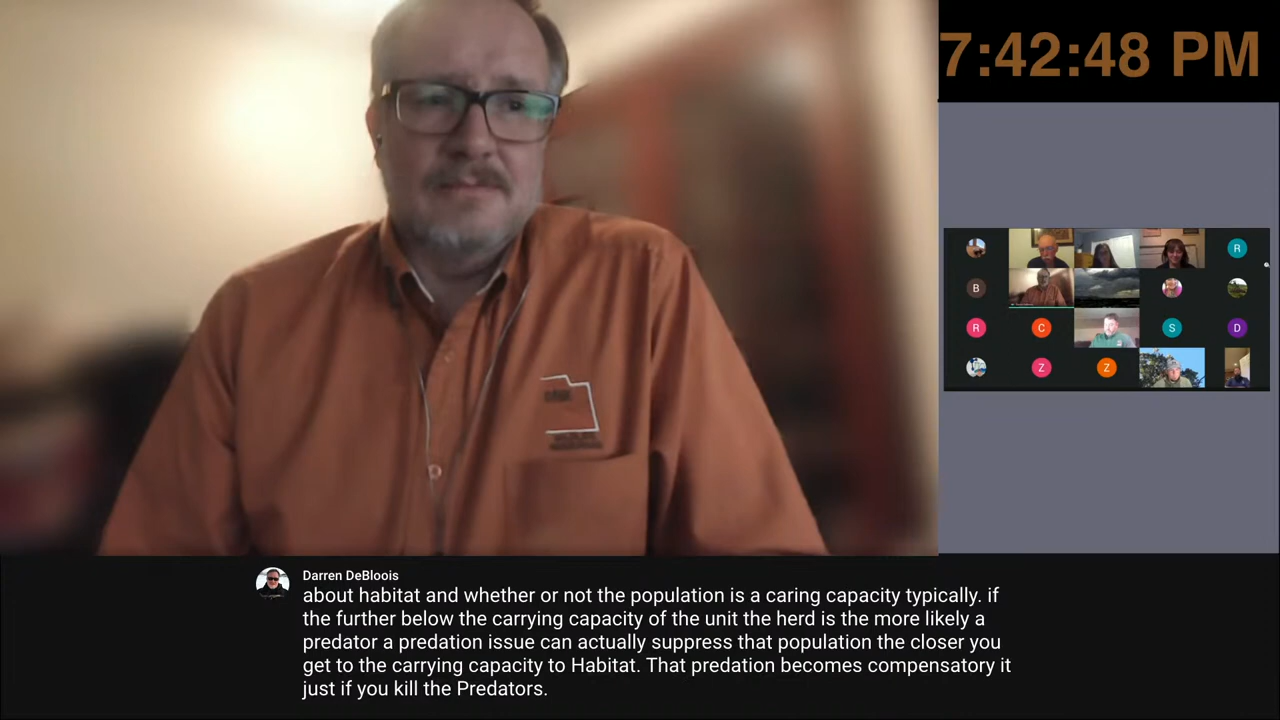 7:42:48 PM
R
B
R
C
S
D
Z
Z
Darren DeBloois
about habitat and whether or not the population is a caring capacity typically. if
the further below the carrying capacity of the unit the herd is the more likely a
predator a predation issue can actually suppress that population the closer you
get to the carrying capacity to Habitat. That predation becomes compensatory it
just if you kill the Predators.